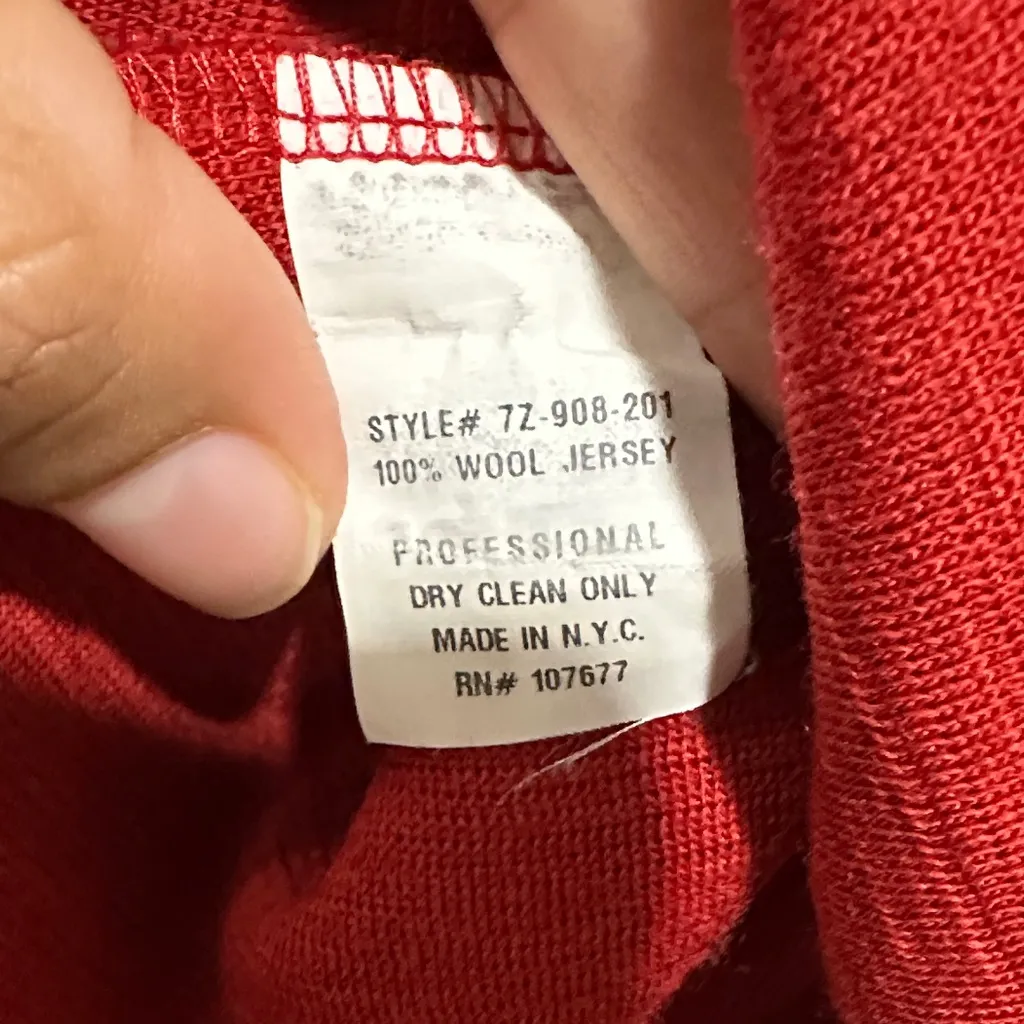 STYLE# 7Z-908-201
100% WOOL JERSEY
PROFESSIONAL
DRY CLEAN ONLY
MADE IN N.Y.C.
RN# 107677